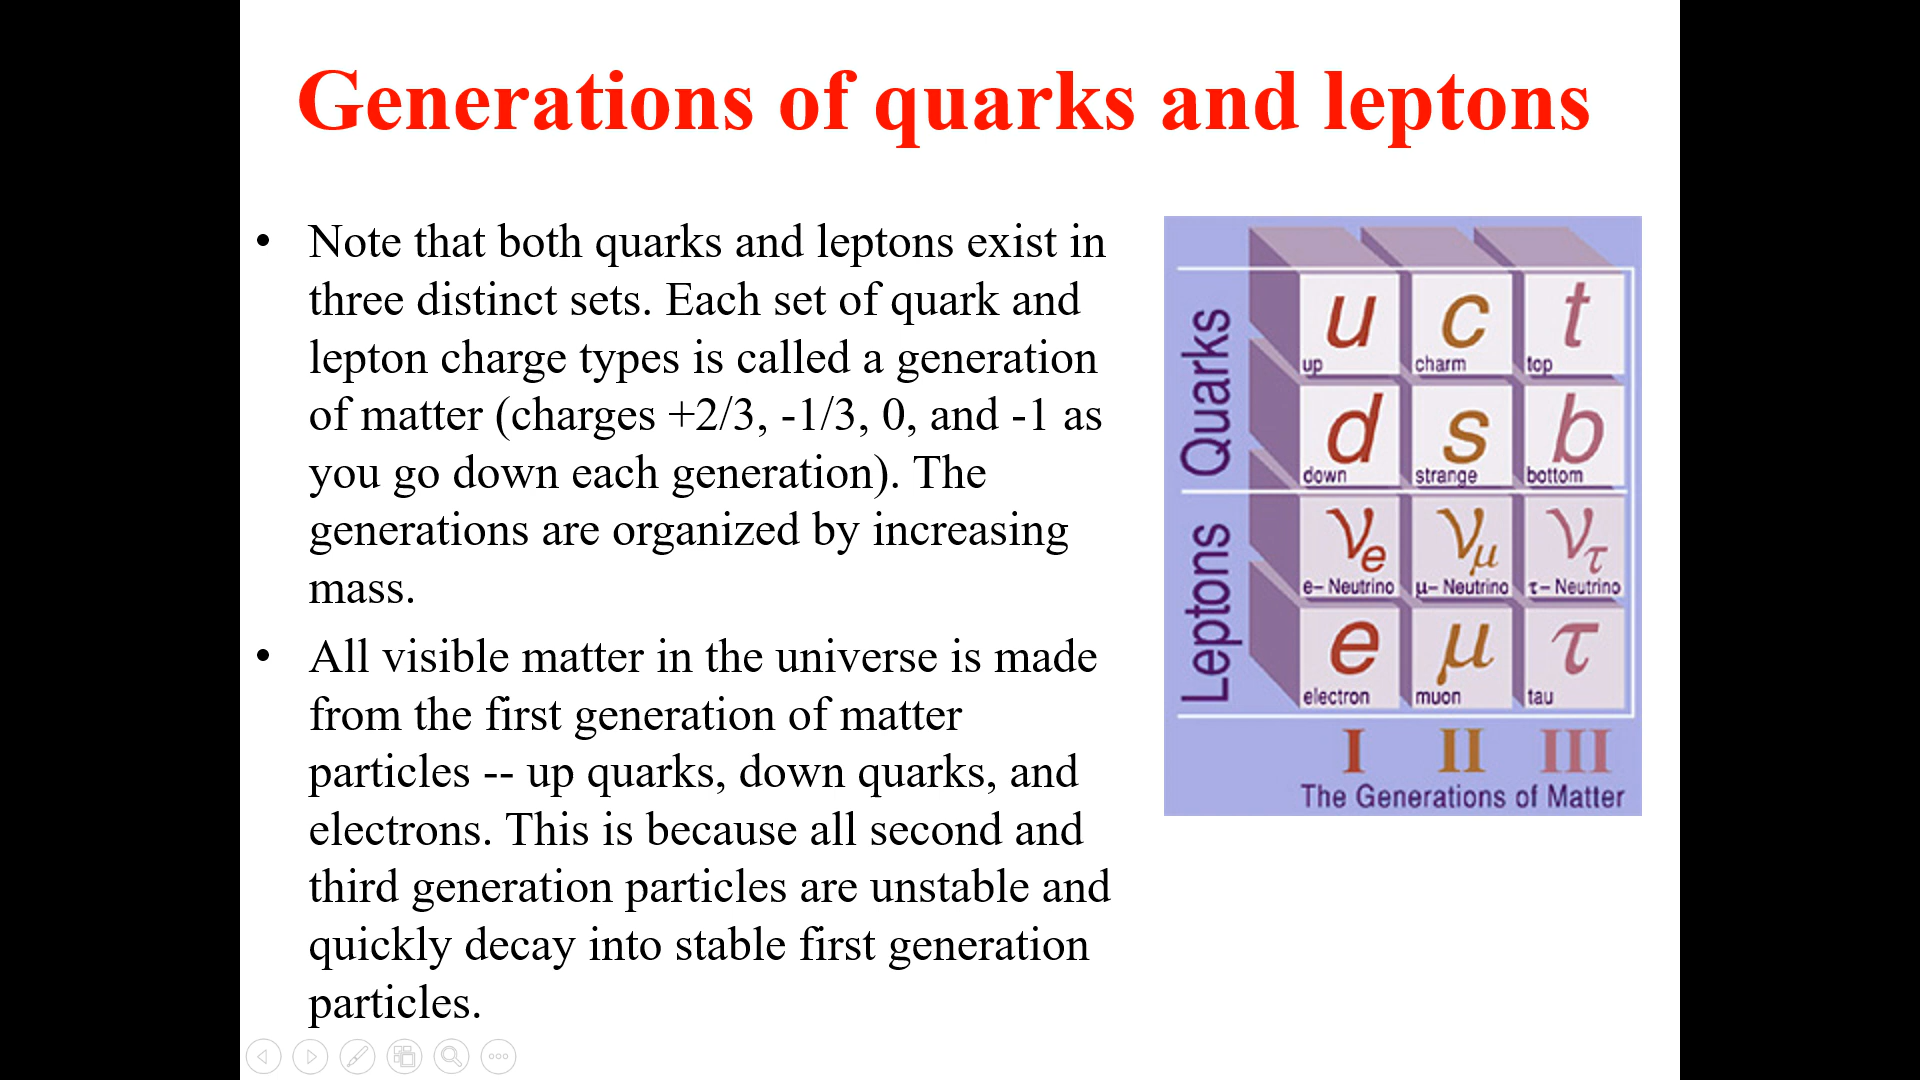 Generations of quarks and leptons
• Note that both quarks and leptons exist in
three distinct sets. Each set of quark and
lepton charge types is called a generation
of matter (charges +2/3, -1/3, 0, and -1 as
you go down each generation). The
generations are organized by increasing
mass.
• All visible matter in the universe is made
from the first generation of matter
particles -- up quarks, down quarks, and
electrons. This is because all second and
third generation particles are unstable and
quickly decay into stable first generation
particles.
Quarks
u c t
up charm top
d s b
down strange bottom
Leptons
νe νμ ντ
e– Neutrino μ– Neutrino τ– Neutrino
e μ τ
electron muon tau
I II III
The Generations of Matter